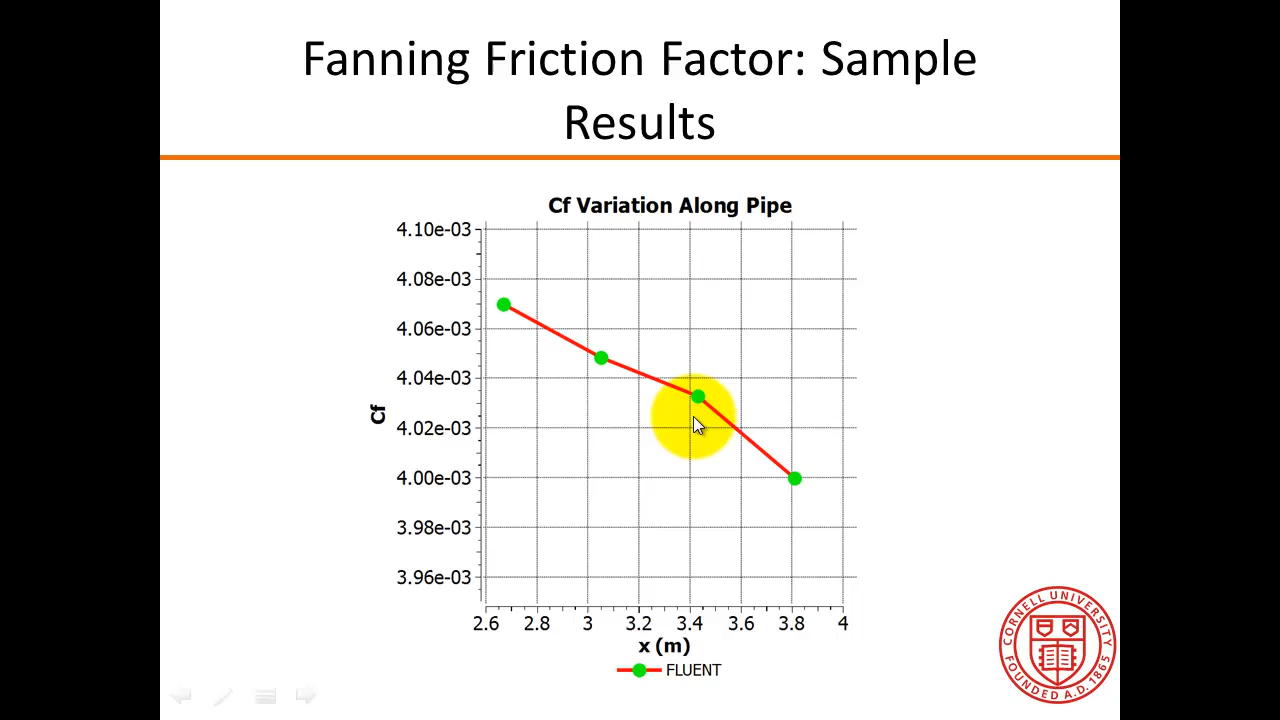 Fanning Friction Factor: Sample
Results
Cf Variation Along Pipe
4.10e-03
4.08e-03
4.06e-03
4.04e-03
4.02e-03
4.00e-03
3.98e-03
3.96e-03
Cf
2.6 2.8 3 3.2 3.4 3.6 3.8 4
x (m)
FLUENT
CORNELL UNIVERSITY
FOUNDED A.D. 1865